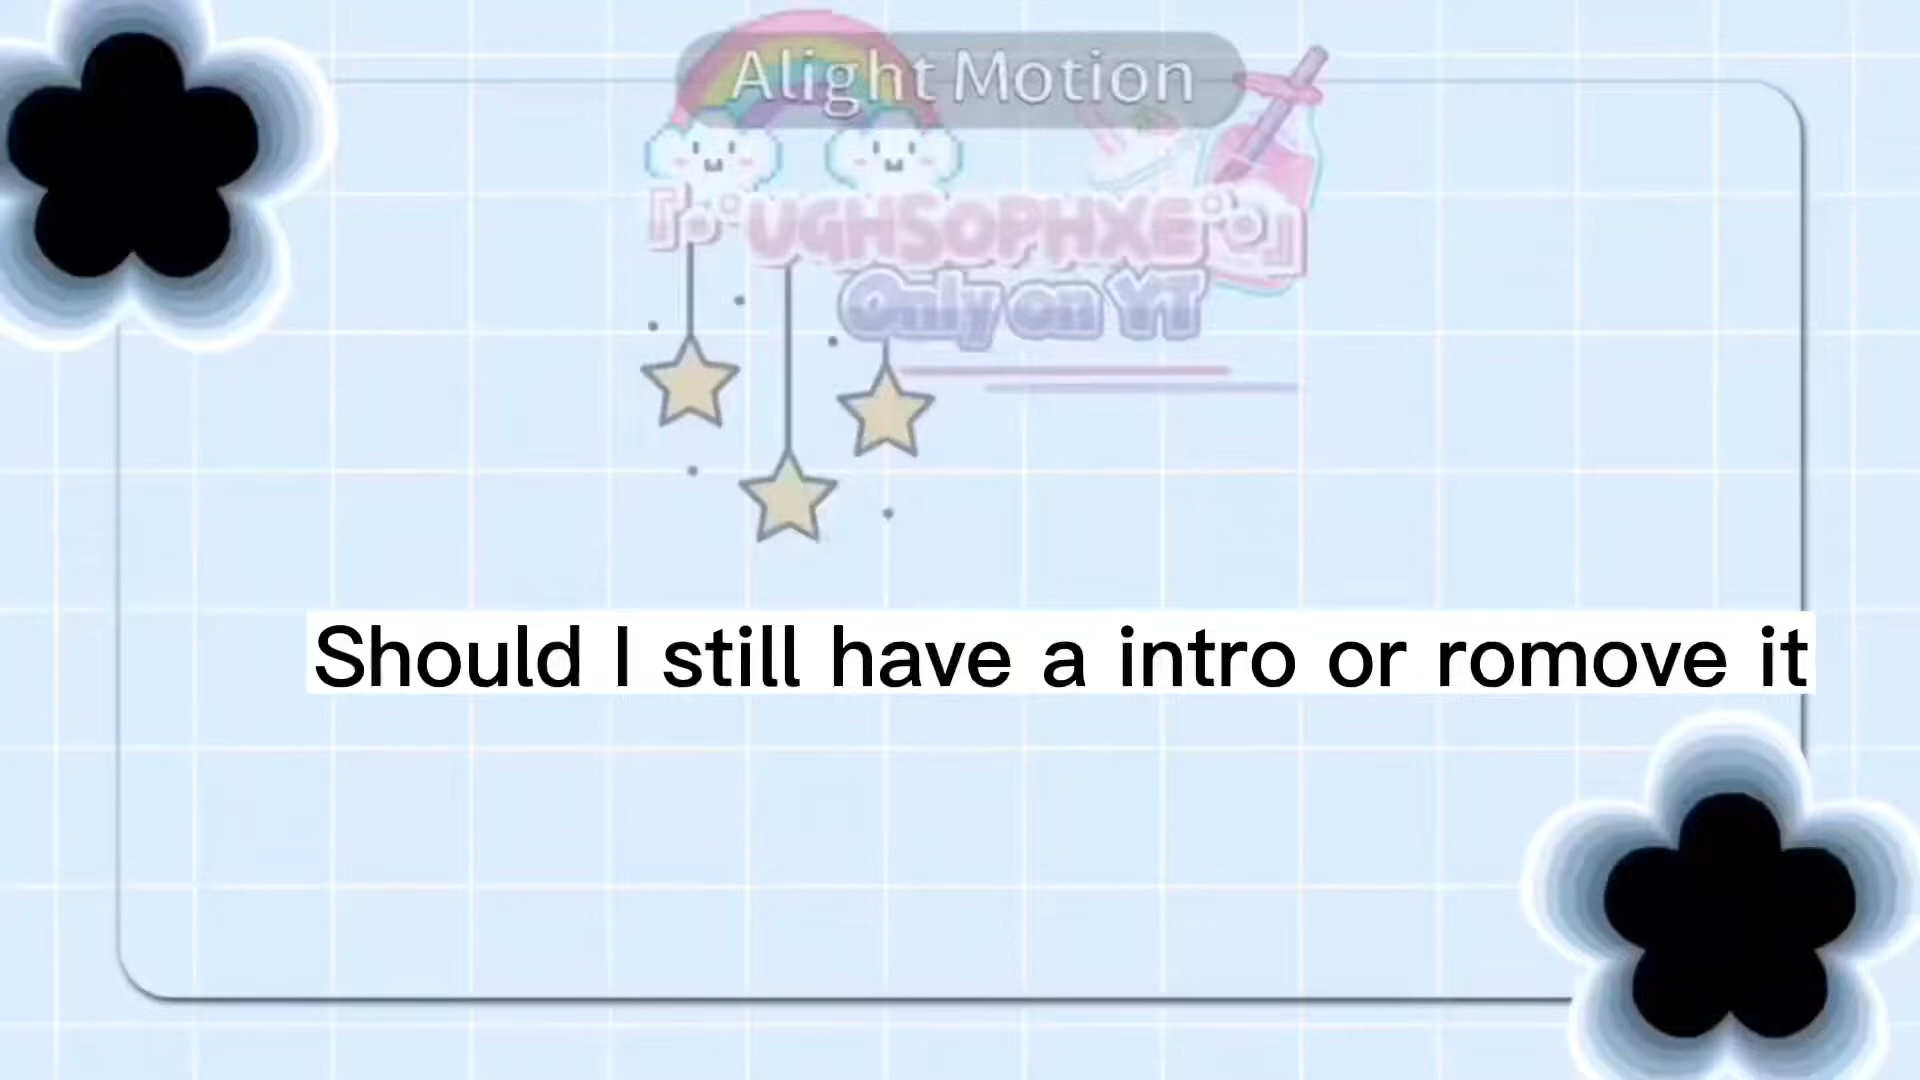 Alight Motion
『∘°UGHSOPHXE°∘』
Only on YT
Should I still have a intro or romove it